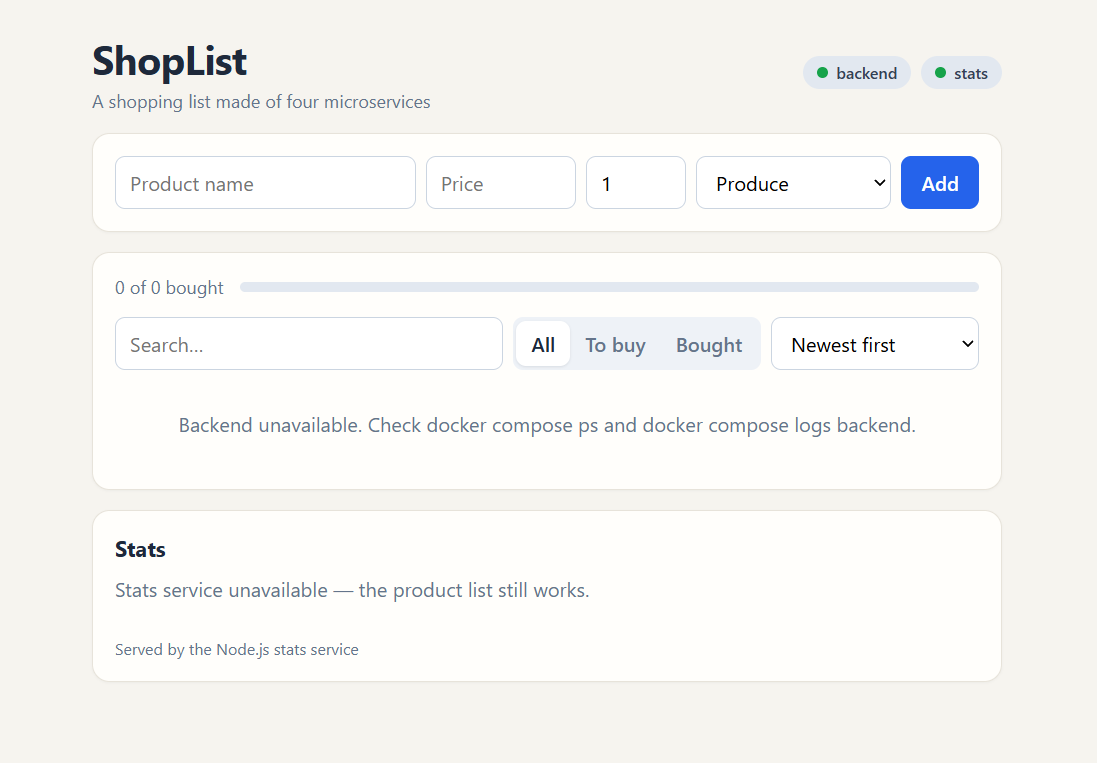 ShopList
A shopping list made of four microservices
backend
stats
Product name
Price
1
Produce
Add
0 of 0 bought
Search...
All
To buy
Bought
Newest first
Backend unavailable. Check docker compose ps and docker compose logs backend.
Stats
Stats service unavailable — the product list still works.
Served by the Node.js stats service